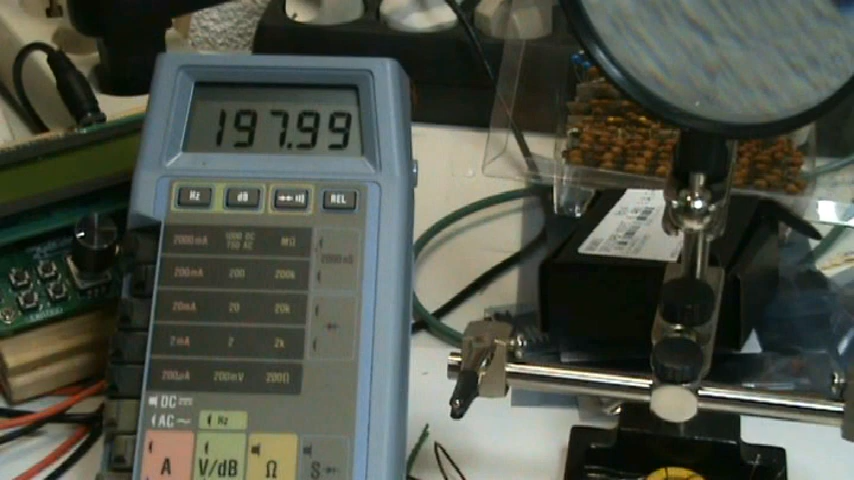 197.99
Hz dB REL
2000mA 1000 DC 750 AC MΩ
200mA 200 200k
20mA 20 20k
2mA 2 2k
200µA 200mV 200Ω
DC
AC
Hz
A V/dB Ω S